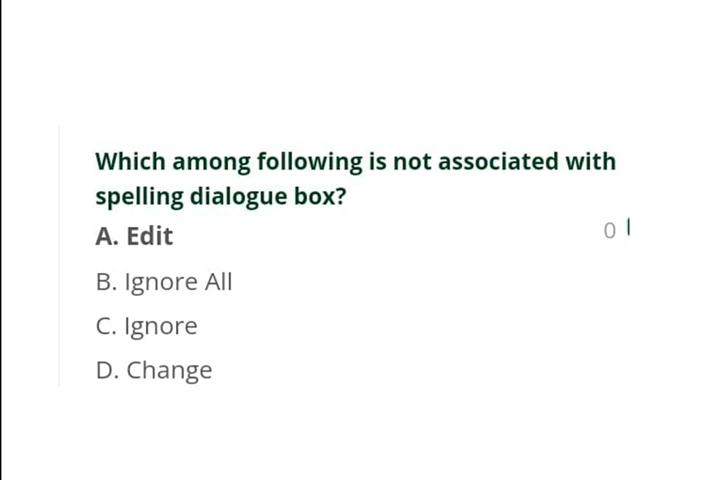 Which among following is not associated with
spelling dialogue box?
A. Edit
0
B. Ignore All
C. Ignore
D. Change